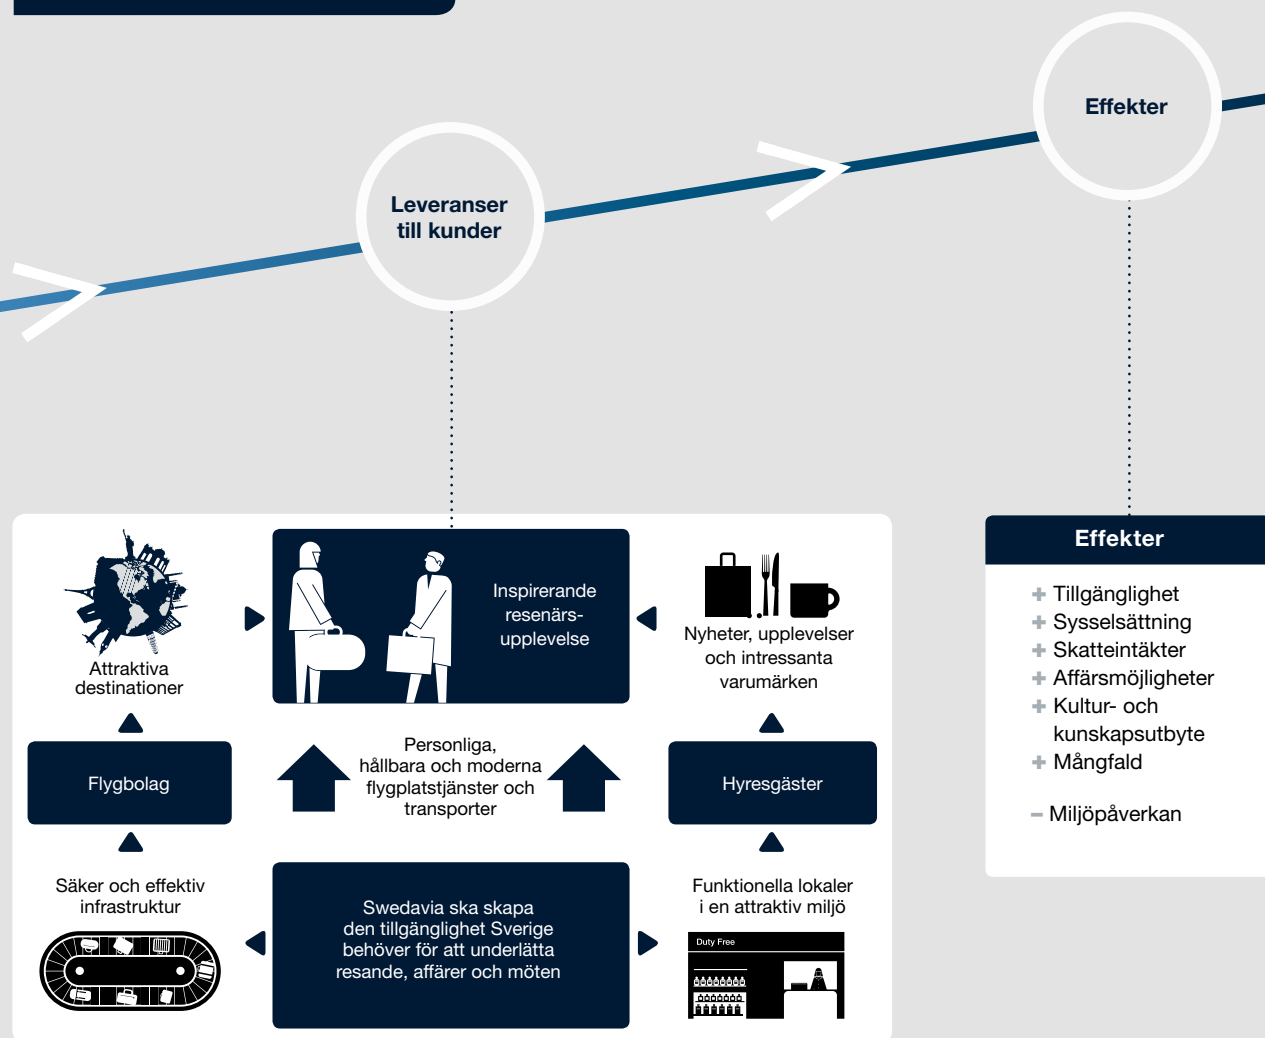 Effekter
Leveranser
till kunder
Attraktiva
destinationer
Inspirerande
resenärs-
upplevelse
Nyheter, upplevelser
och intressanta
varumärken
Flygbolag
Personliga,
hållbara och moderna
flygplatstjänster och
transporter
Hyresgäster
Säker och effektiv
infrastruktur
Swedavia ska skapa
den tillgänglighet Sverige
behöver för att underlätta
resande, affärer och möten
Funktionella lokaler
i en attraktiv miljö
Duty Free
Effekter
+ Tillgänglighet
+ Sysselsättning
+ Skatteintäkter
+ Affärsmöjligheter
+ Kultur- och
kunskapsutbyte
+ Mångfald
– Miljöpåverkan